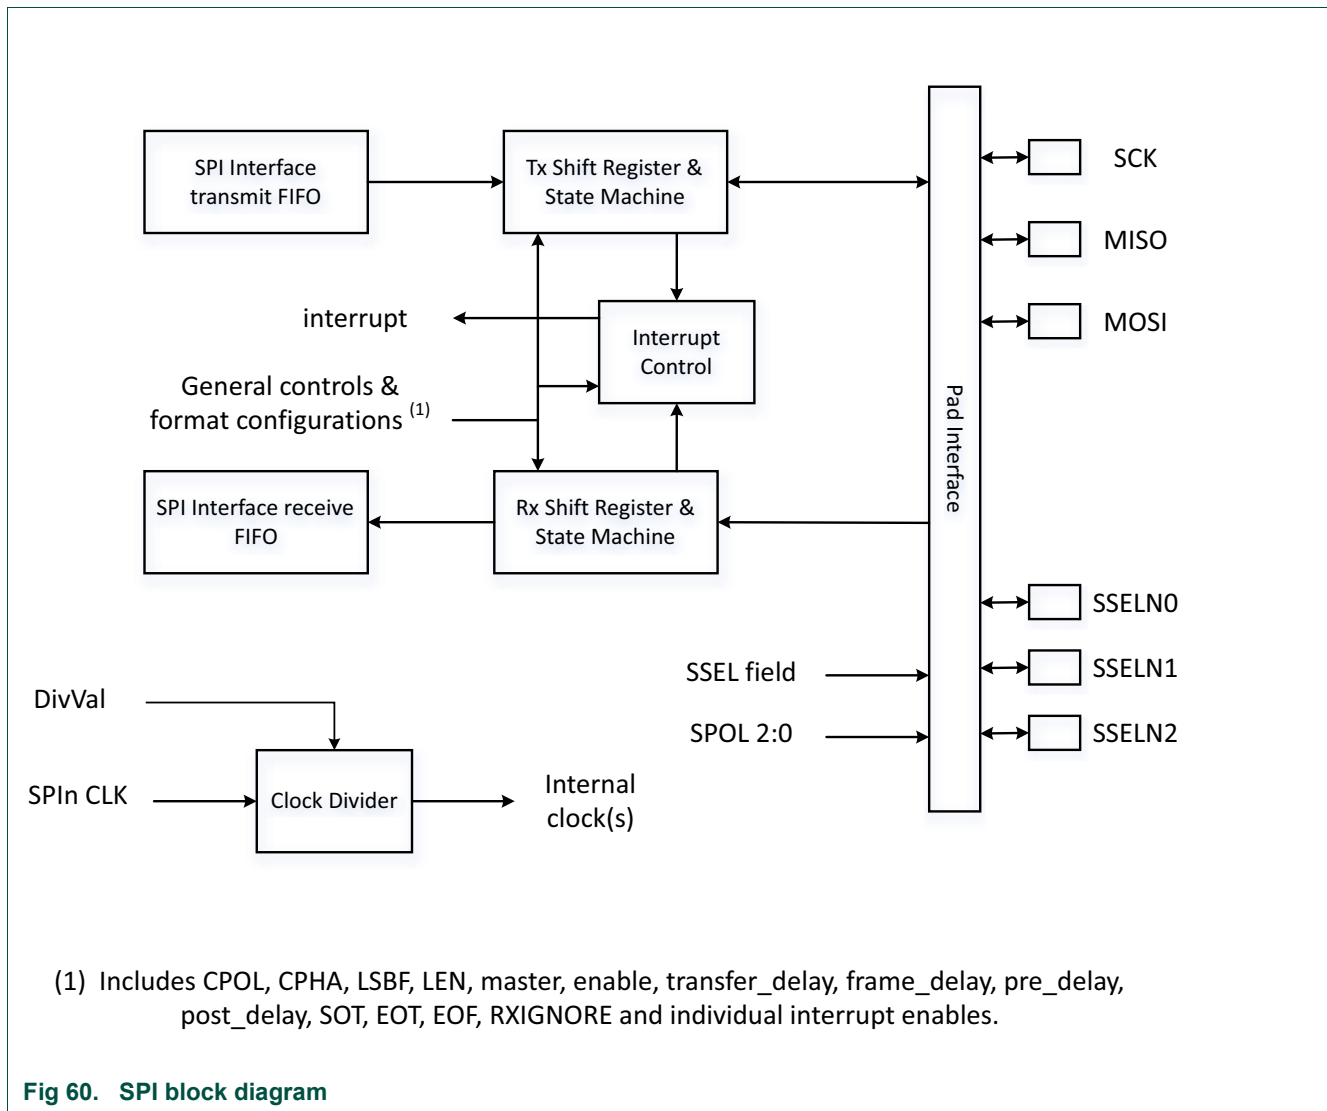 SPI Interface
transmit FIFO
Tx Shift Register &
State Machine
SCK
MISO
MOSI
interrupt
Interrupt
Control
General controls &
format configurations (1)
Pad Interface
SPI Interface receive
FIFO
Rx Shift Register &
State Machine
SSELN0
SSEL field
SSELN1
DivVal
SPOL 2:0
SSELN2
SPIn CLK
Clock Divider
Internal
clock(s)
(1) Includes CPOL, CPHA, LSBF, LEN, master, enable, transfer_delay, frame_delay, pre_delay,
post_delay, SOT, EOT, EOF, RXIGNORE and individual interrupt enables.
Fig 60. SPI block diagram